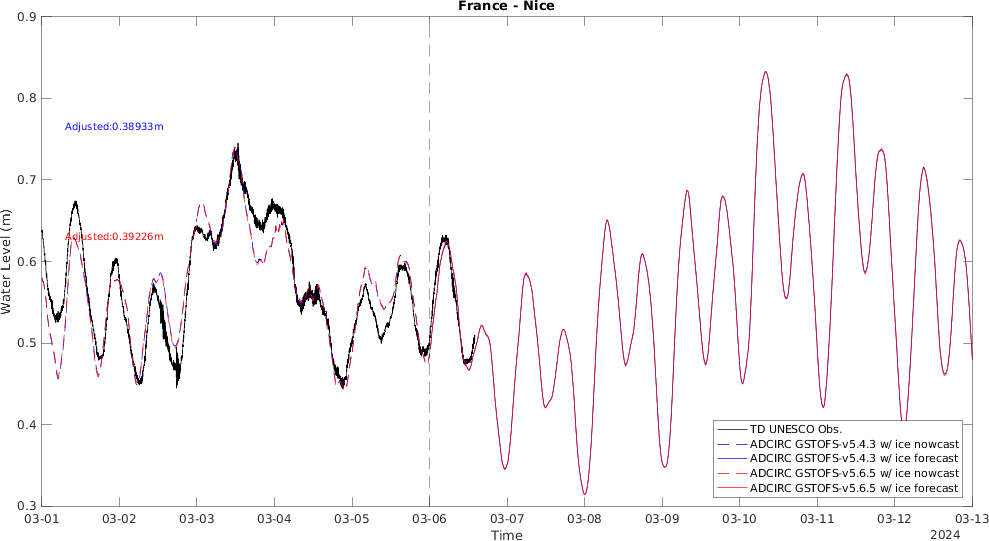 France - Nice
0.9
0.8
0.7
0.6
0.5
0.4
0.3
Water Level (m)
Adjusted:0.38933m
Adjusted:0.39226m
TD UNESCO Obs.
ADCIRC GSTOFS-v5.4.3 w/ ice nowcast
ADCIRC GSTOFS-v5.4.3 w/ ice forecast
ADCIRC GSTOFS-v5.6.5 w/ ice nowcast
ADCIRC GSTOFS-v5.6.5 w/ ice forecast
03-01 03-02 03-03 03-04 03-05 03-06 03-07 03-08 03-09 03-10 03-11 03-12 03-13
Time
2024